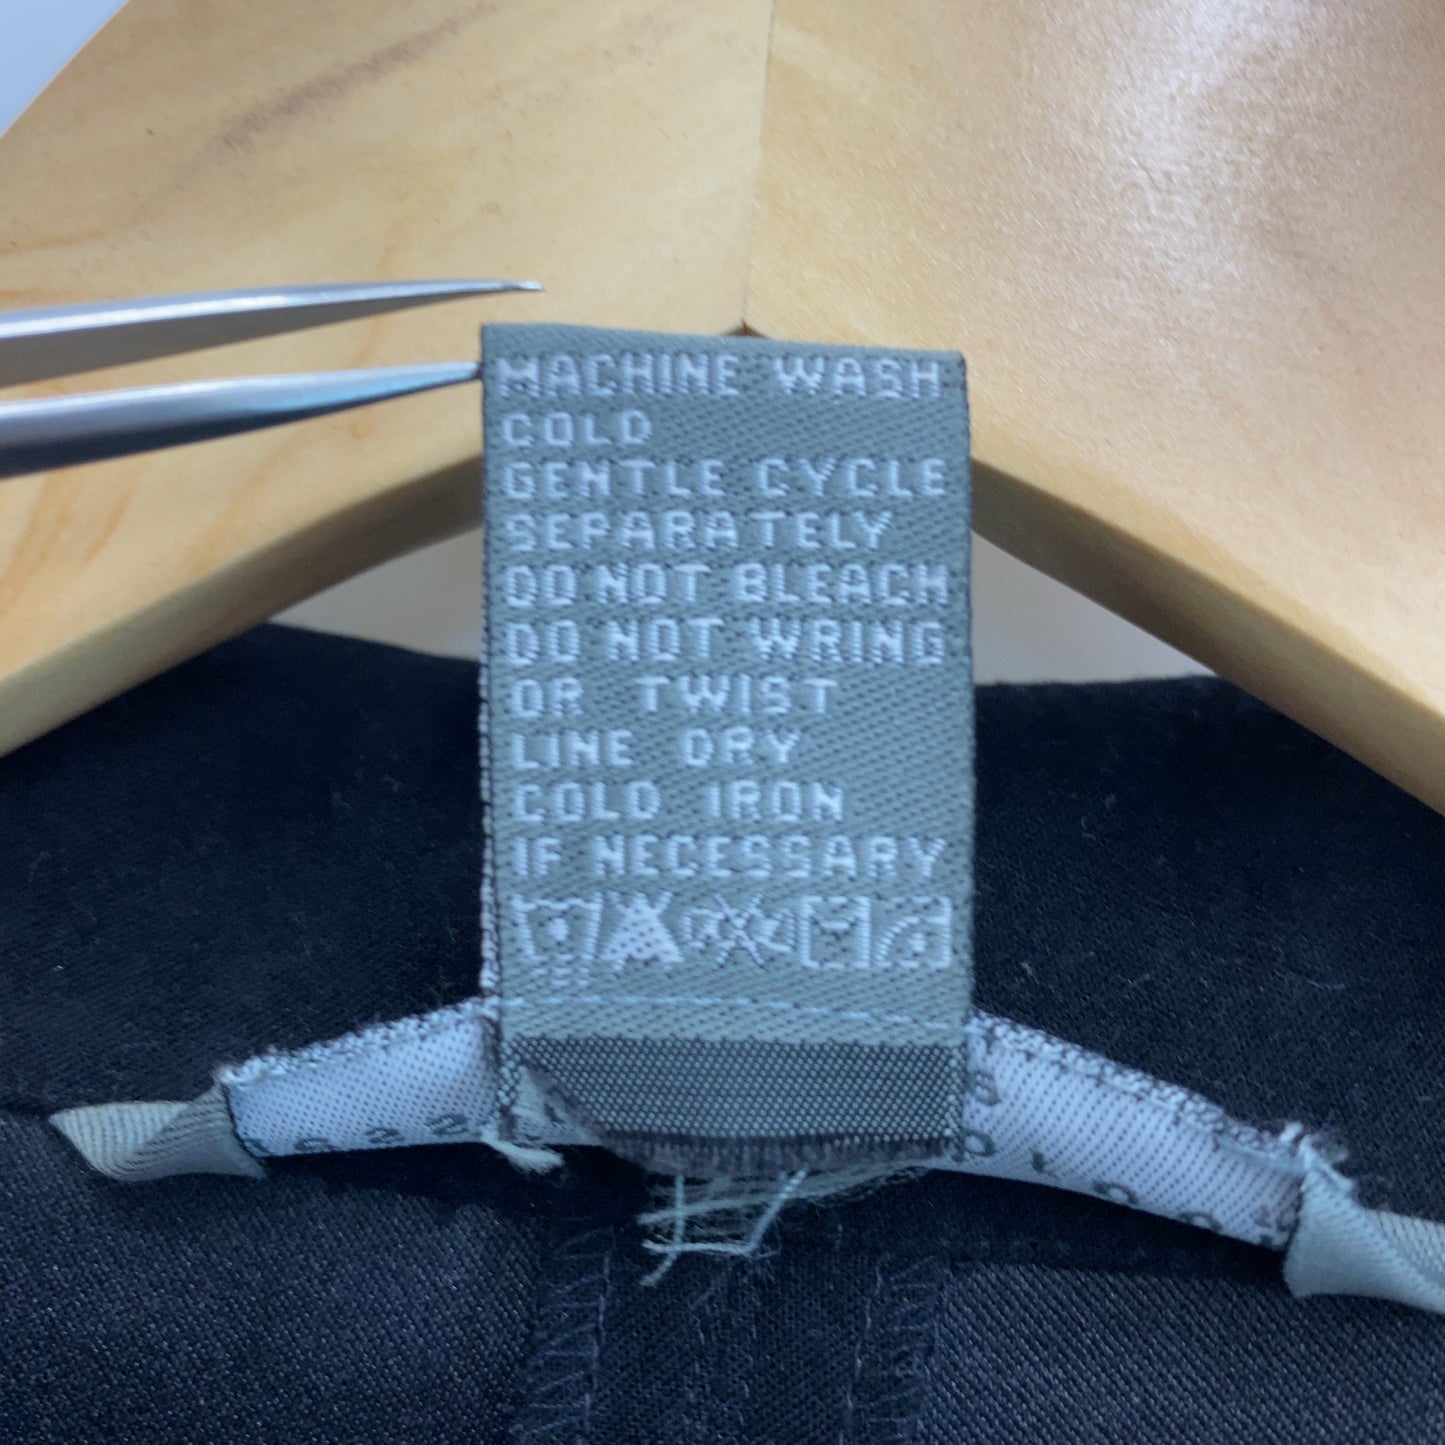 MACHINE WASH
COLD
GENTLE CYCLE
SEPARATELY
DO NOT BLEACH
DO NOT WRING
OR TWIST
LINE DRY
COLD IRON
IF NECESSARY